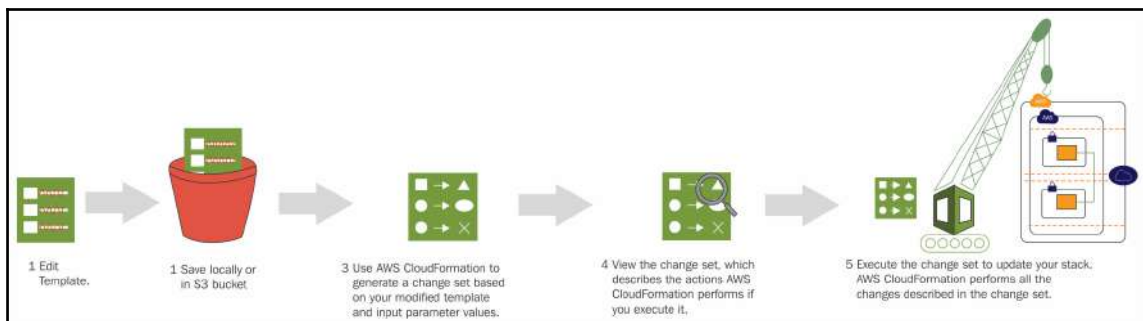 1 Edit
Template.
1 Save locally or
in S3 bucket
3 Use AWS CloudFormation to
generate a change set based
on your modified template
and input parameter values.
4 View the change set, which
describes the actions AWS
CloudFormation performs if
you execute it.
5 Execute the change set to update your stack.
AWS CloudFormation performs all the
changes described in the change set.
AWS